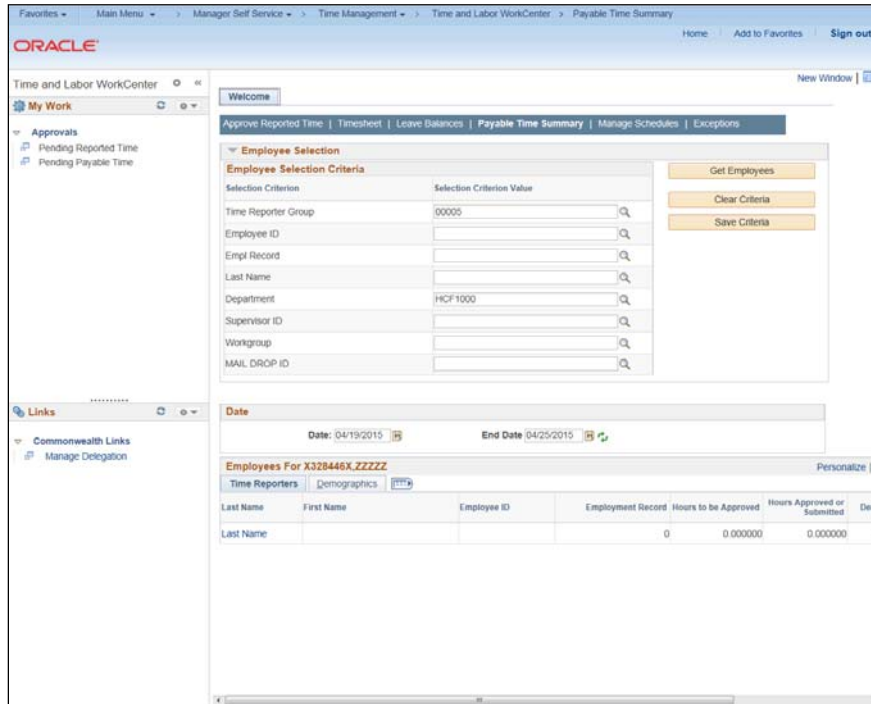 Favorites Main Menu > Manager Self Service > Time Management > Time and Labor WorkCenter > Payable Time Summary
Home Add to Favorites Sign out
ORACLE
New Window |
Time and Labor WorkCenter
Welcome
My Work
Approvals
Pending Reported Time
Pending Payable Time
Approve Reported Time | Timesheet | Leave Balances | Payable Time Summary | Manage Schedules | Exceptions
Employee Selection
Employee Selection Criteria
Selection Criterion Selection Criterion Value
Time Reporter Group 00005
Employee ID
Empl Record
Last Name
Department HCF1000
Supervisor ID
Workgroup
MAIL DROP ID
Get Employees
Clear Criteria
Save Criteria
Links
Commonwealth Links
Manage Delegation
Date
Date: 04/19/2015 End Date 04/25/2015
Employees For X328446X,ZZZZZ Personalize |
Time Reporters Demographics
Last Name First Name Employee ID Employment Record Hours to be Approved Hours Approved or Submitted De
Last Name 0 0.000000 0.000000